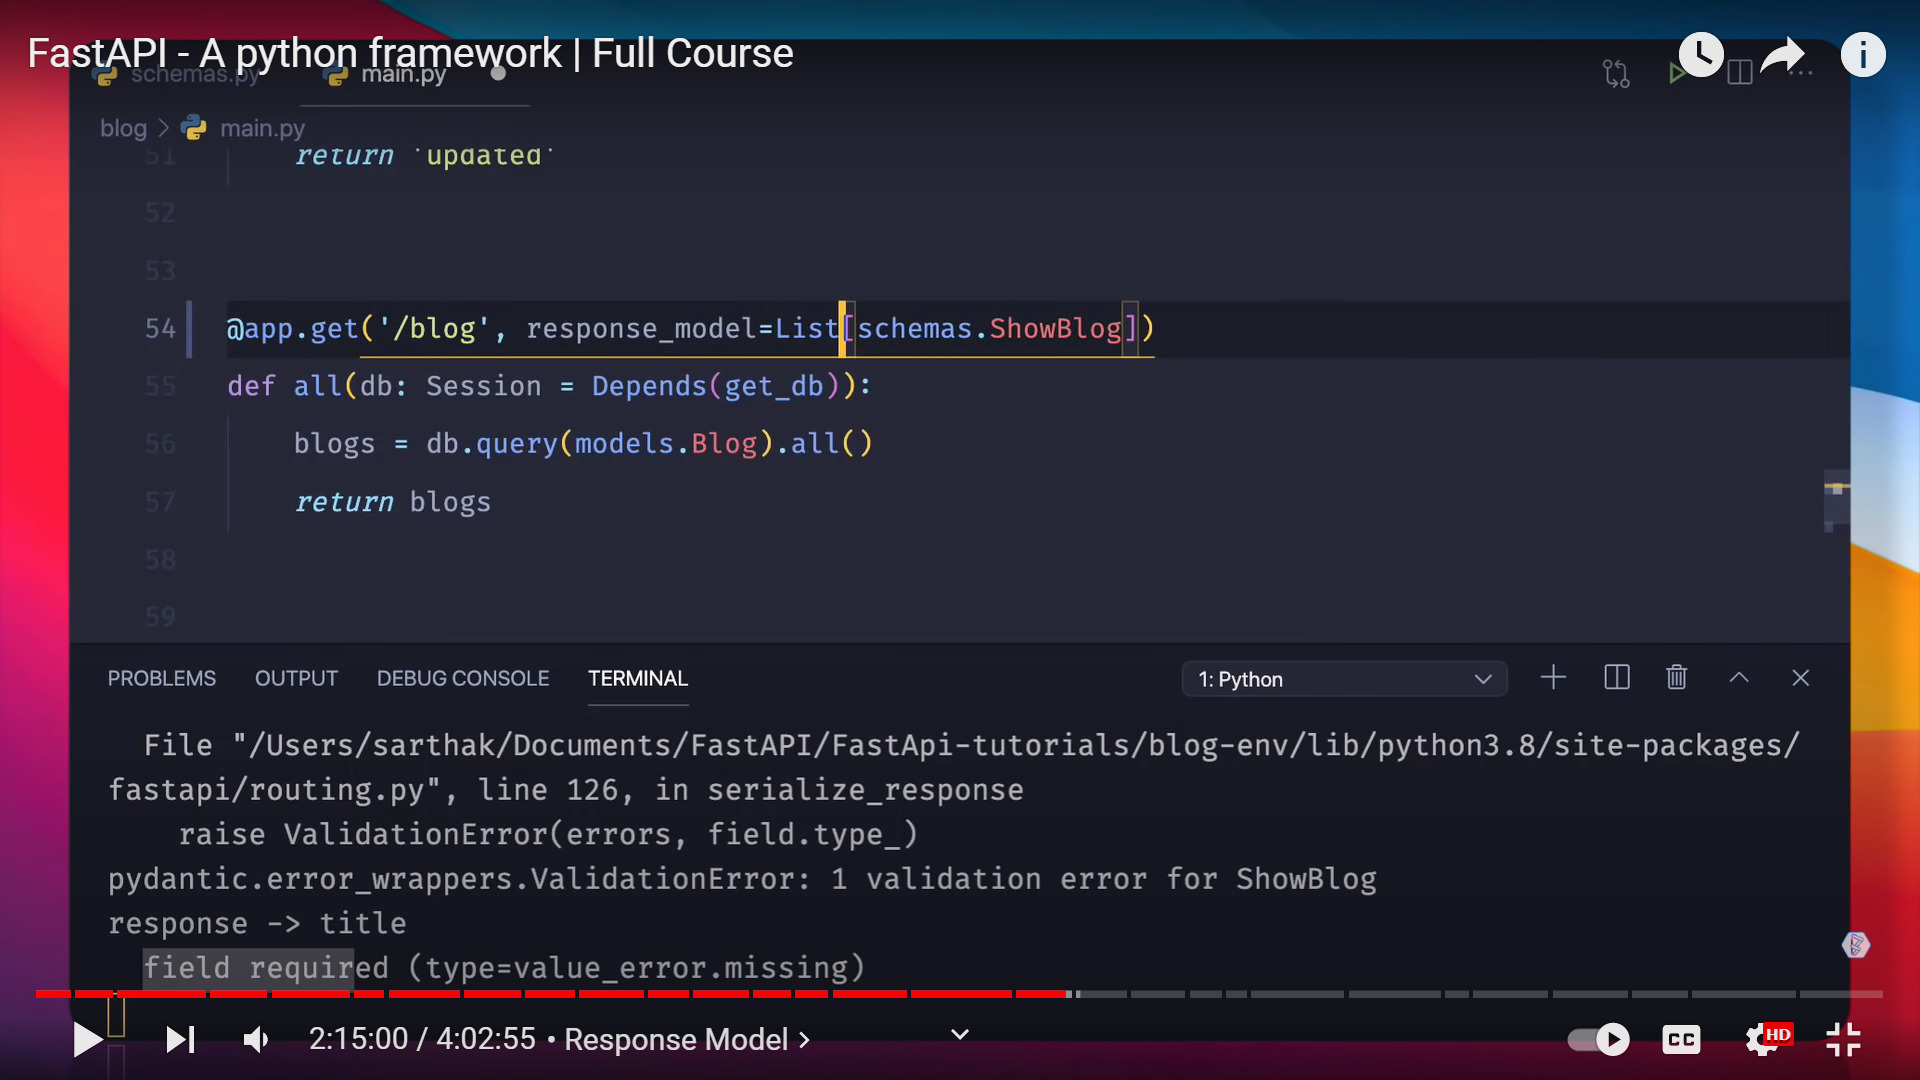 FastAPI - A python framework | Full Course
schemas.py
main.py
blog > main.py
51 return 'updated'
52
53
54 @app.get('/blog', response_model=List[schemas.ShowBlog])
55 def all(db: Session = Depends(get_db)):
56 blogs = db.query(models.Blog).all()
57 return blogs
58
59
PROBLEMS OUTPUT DEBUG CONSOLE TERMINAL 1: Python
File "/Users/sarthak/Documents/FastAPI/FastApi-tutorials/blog-env/lib/python3.8/site-packages/
fastapi/routing.py", line 126, in serialize_response
raise ValidationError(errors, field.type_)
pydantic.error_wrappers.ValidationError: 1 validation error for ShowBlog
response -> title
field required (type=value_error.missing)
2:15:00 / 4:02:55 • Response Model >
CC
HD